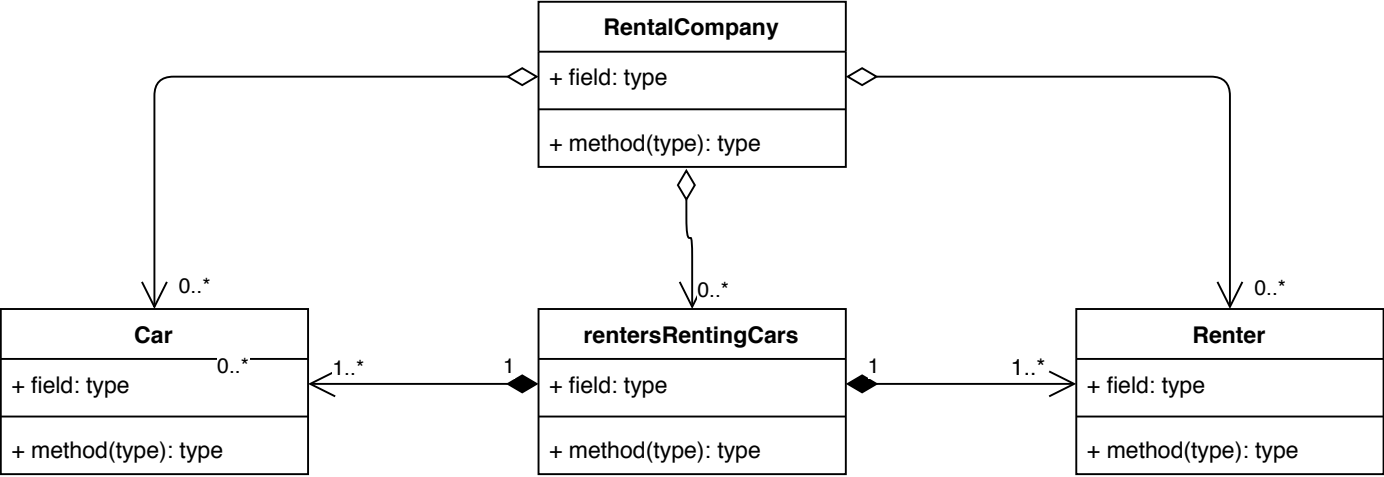 RentalCompany
+ field: type
+ method(type): type
0..*
0..*
0..*
Car
0..*
+ field: type
+ method(type): type
1..*
1
rentersRentingCars
+ field: type
+ method(type): type
1
1..*
Renter
+ field: type
+ method(type): type